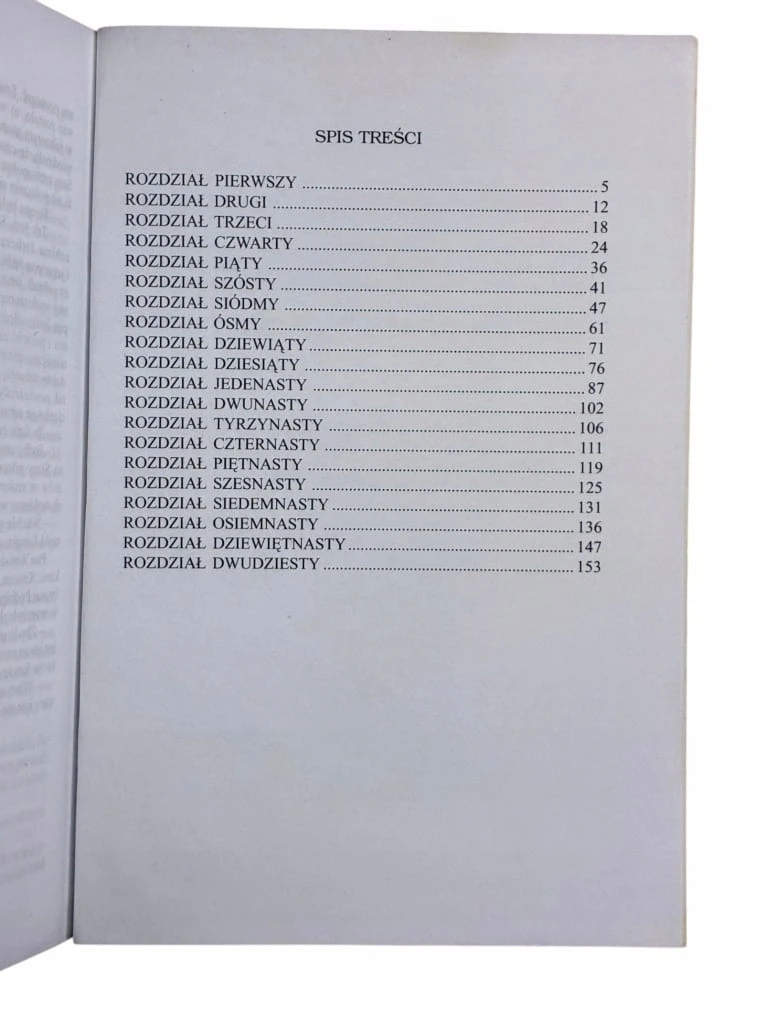 SPIS TREŚCI
ROZDZIAŁ PIERWSZY ........ 5
ROZDZIAŁ DRUGI ........ 12
ROZDZIAŁ TRZECI ........ 18
ROZDZIAŁ CZWARTY ........ 24
ROZDZIAŁ PIĄTY ........ 36
ROZDZIAŁ SZÓSTY ........ 41
ROZDZIAŁ SIÓDMY ........ 47
ROZDZIAŁ ÓSMY ........ 61
ROZDZIAŁ DZIEWIĄTY ........ 71
ROZDZIAŁ DZIESIĄTY ........ 76
ROZDZIAŁ JEDENASTY ........ 87
ROZDZIAŁ DWUNASTY ........ 102
ROZDZIAŁ TYRZYNASTY ........ 106
ROZDZIAŁ CZTERNASTY ........ 111
ROZDZIAŁ PIĘTNASTY ........ 119
ROZDZIAŁ SZESNASTY ........ 125
ROZDZIAŁ SIEDEMNASTY ........ 131
ROZDZIAŁ OSIEMNASTY ........ 136
ROZDZIAŁ DZIEWIĘTNASTY ........ 147
ROZDZIAŁ DWUDZIESTY ........ 153